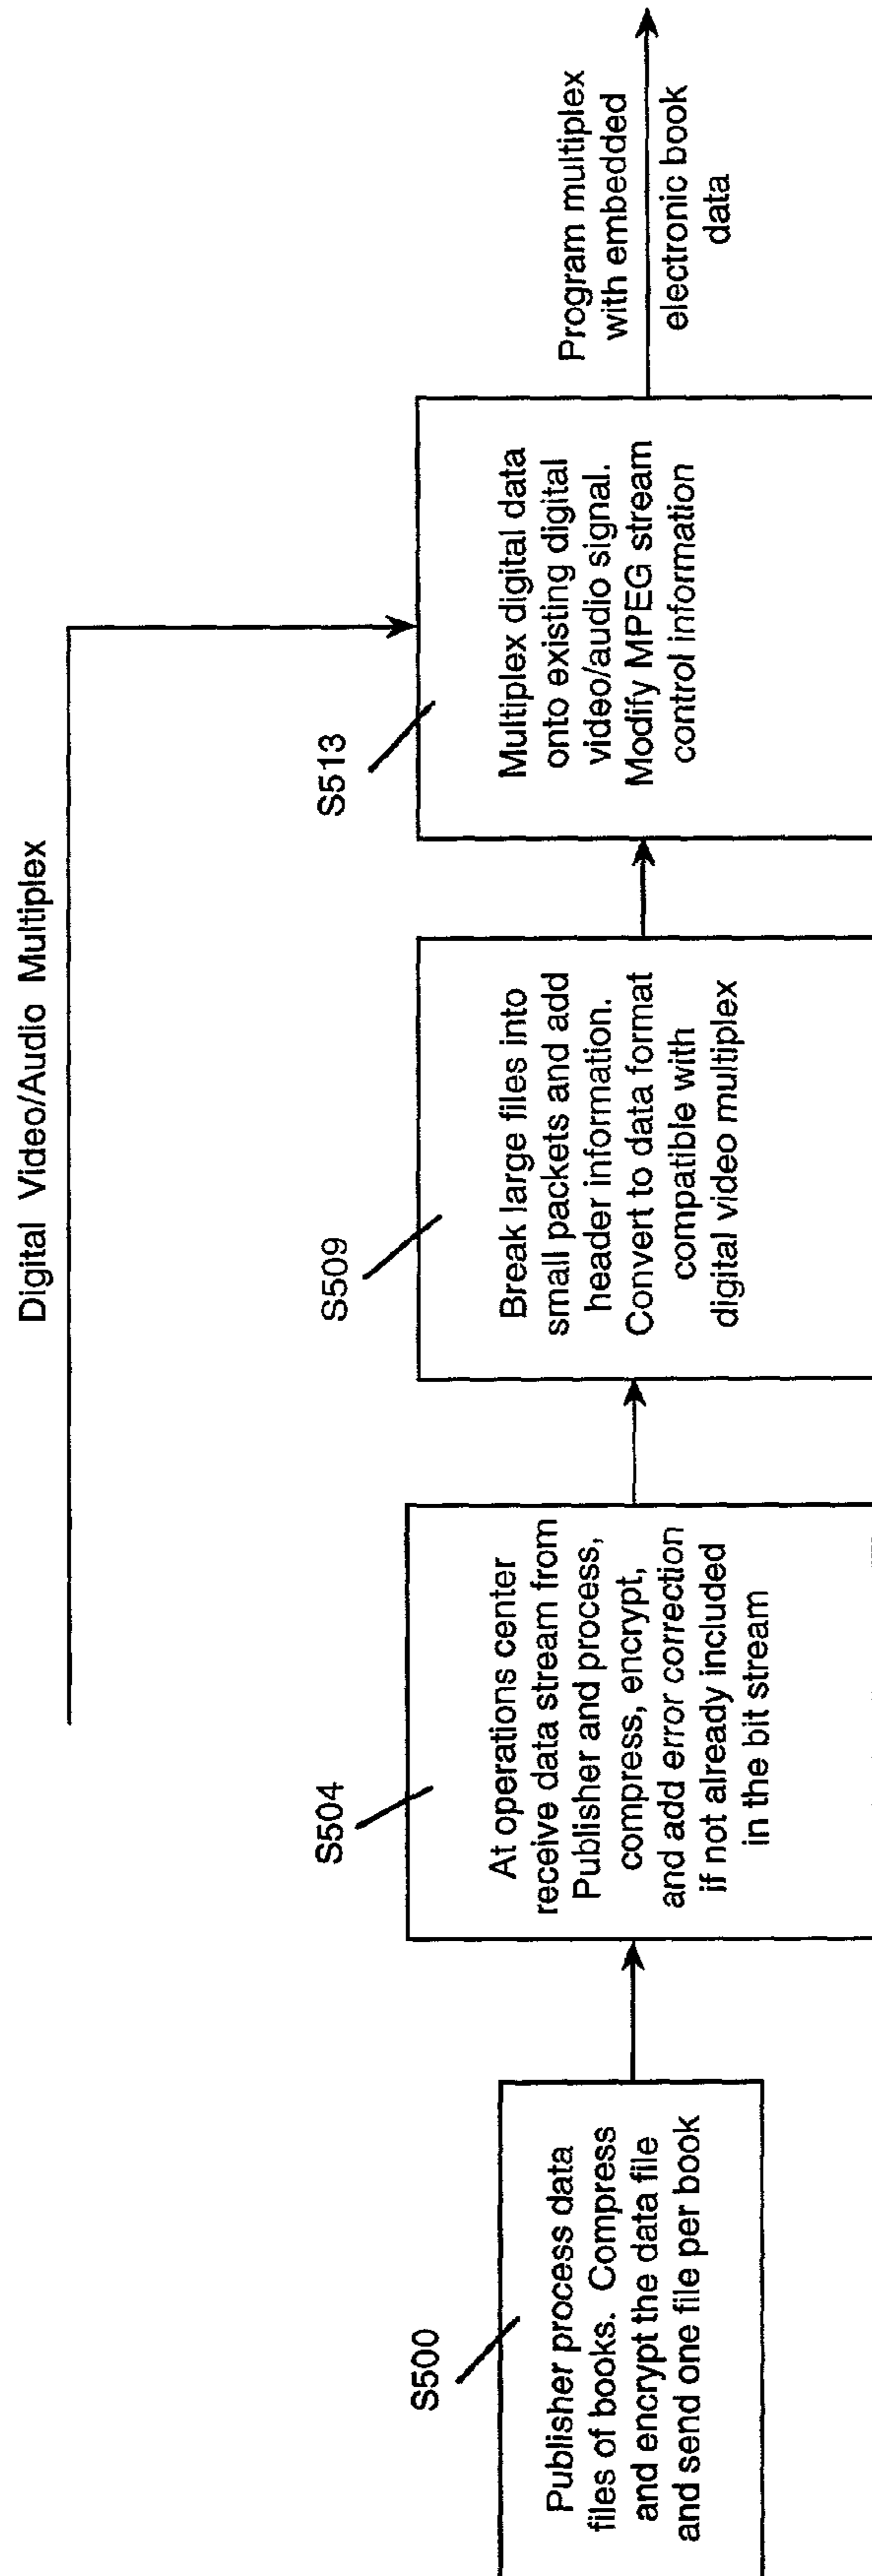 Digital Video/Audio Multiplex
S500
Publisher process data
files of books. Compress
and encrypt the data file
and send one file per book
S504
At operations center
receive data stream from
Publisher and process,
compress, encrypt,
and add error correction
if not already included
in the bit stream
S509
Break large files into
small packets and add
header information.
Convert to data format
compatible with
digital video multiplex
S513
Multiplex digital data
onto existing digital
video/audio signal.
Modify MPEG stream
control information
Program multiplex
with embedded
electronic book
data